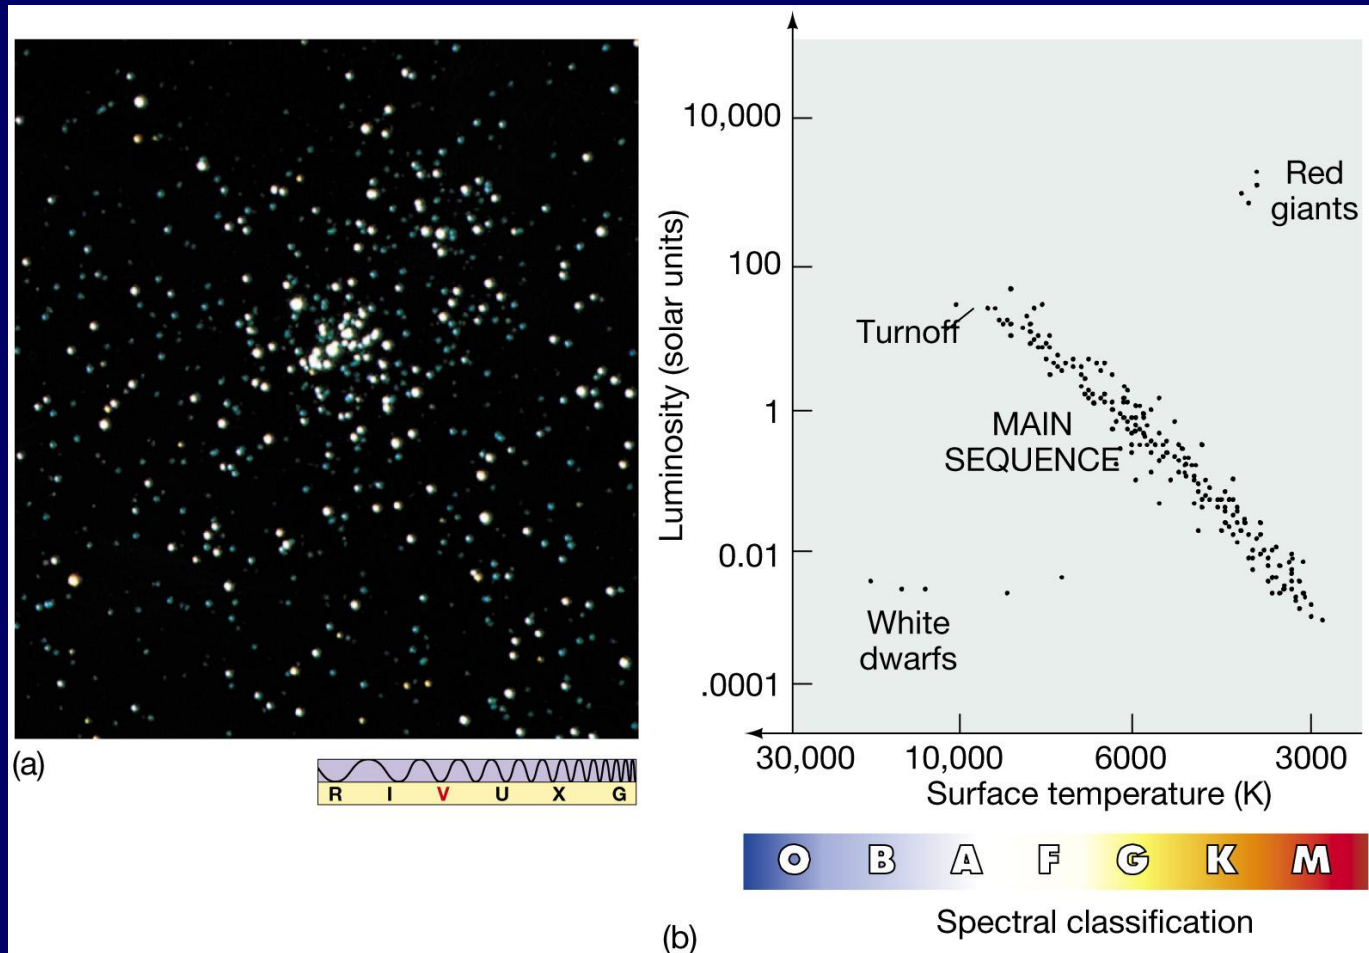 (a)
R I V U X G
Luminosity (solar units)
10,000
100
1
0.01
.0001
Red
giants
Turnoff
MAIN
SEQUENCE
White
dwarfs
30,000 10,000 6000 3000
Surface temperature (K)
O B A F G K M
Spectral classification
(b)